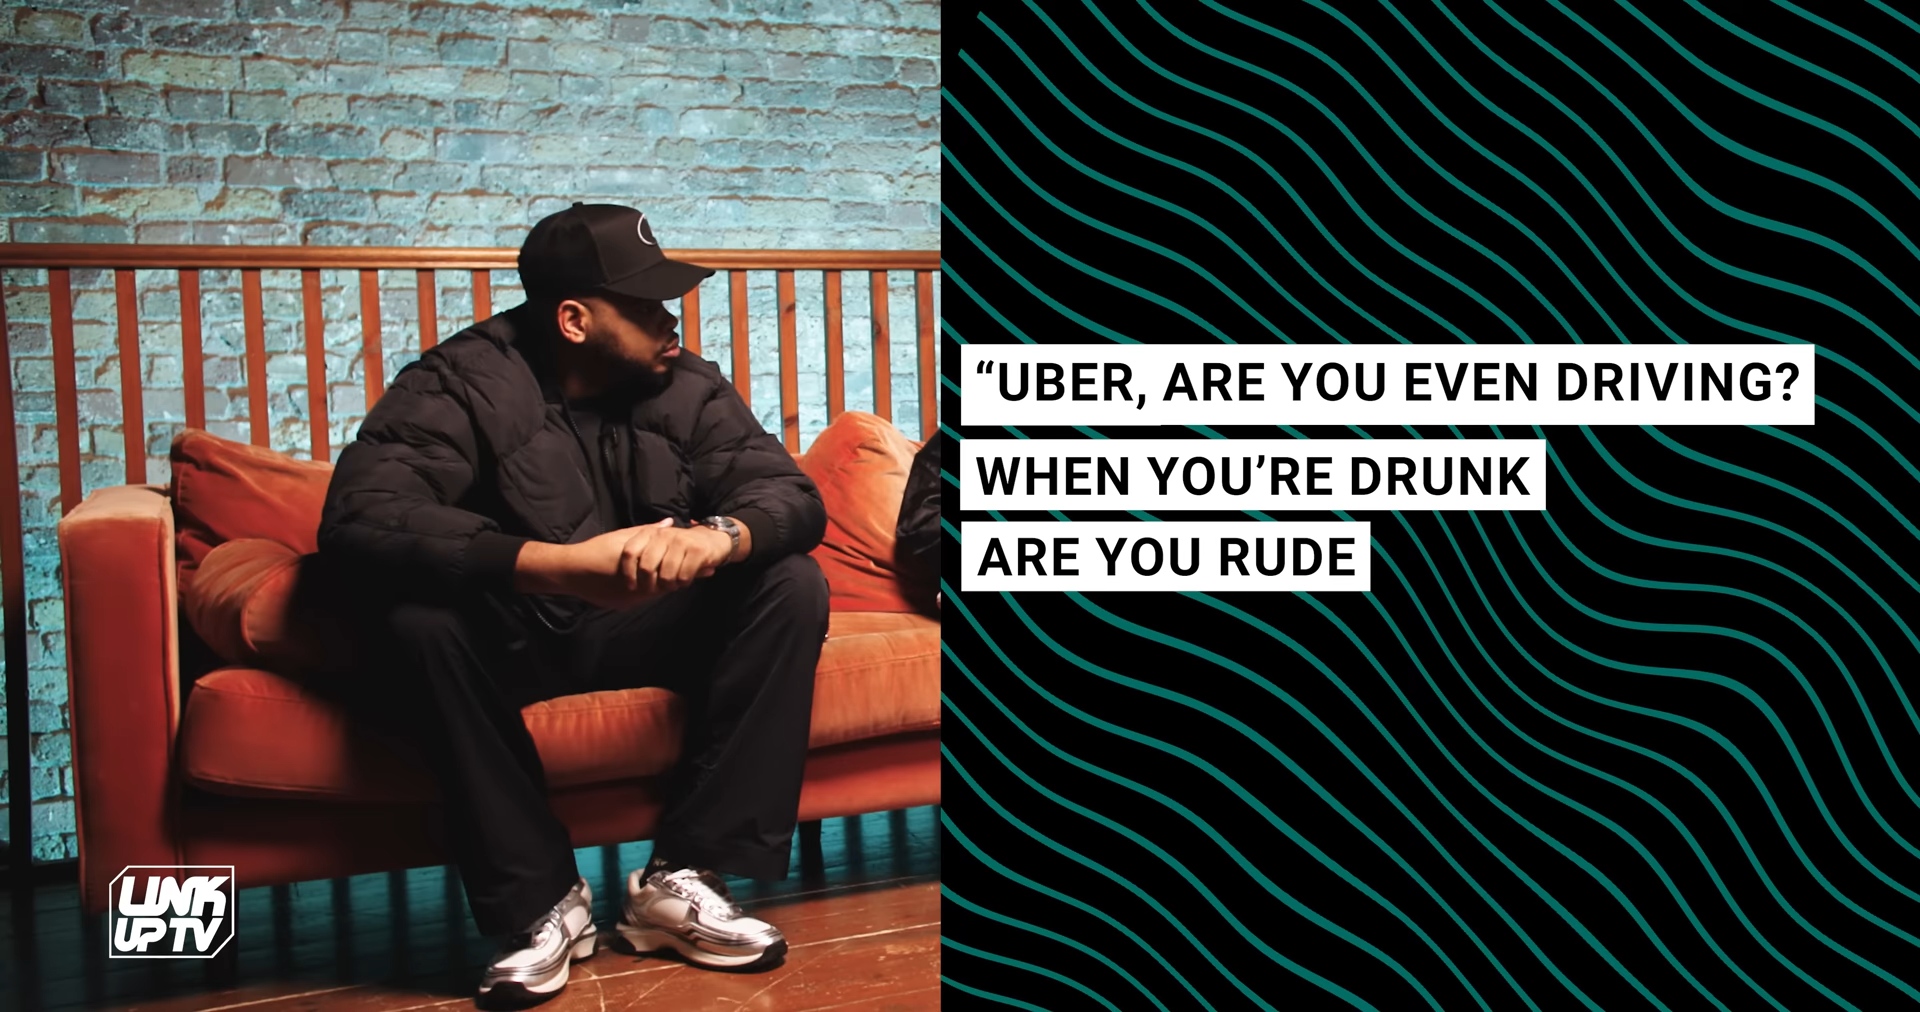 “UBER, ARE YOU EVEN DRIVING?
WHEN YOU’RE DRUNK
ARE YOU RUDE
LINK
UP TV